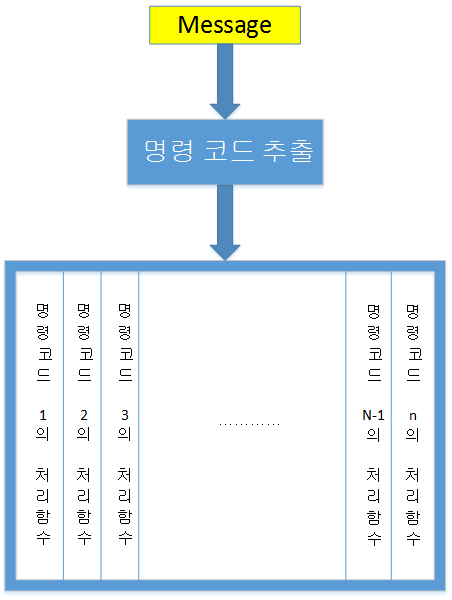 Message
명령 코드 추출
명령코드 1의 처리함수
명령코드 2의 처리함수
명령코드 3의 처리함수
............
명령코드 N-1의 처리함수
명령코드 n의 처리함수